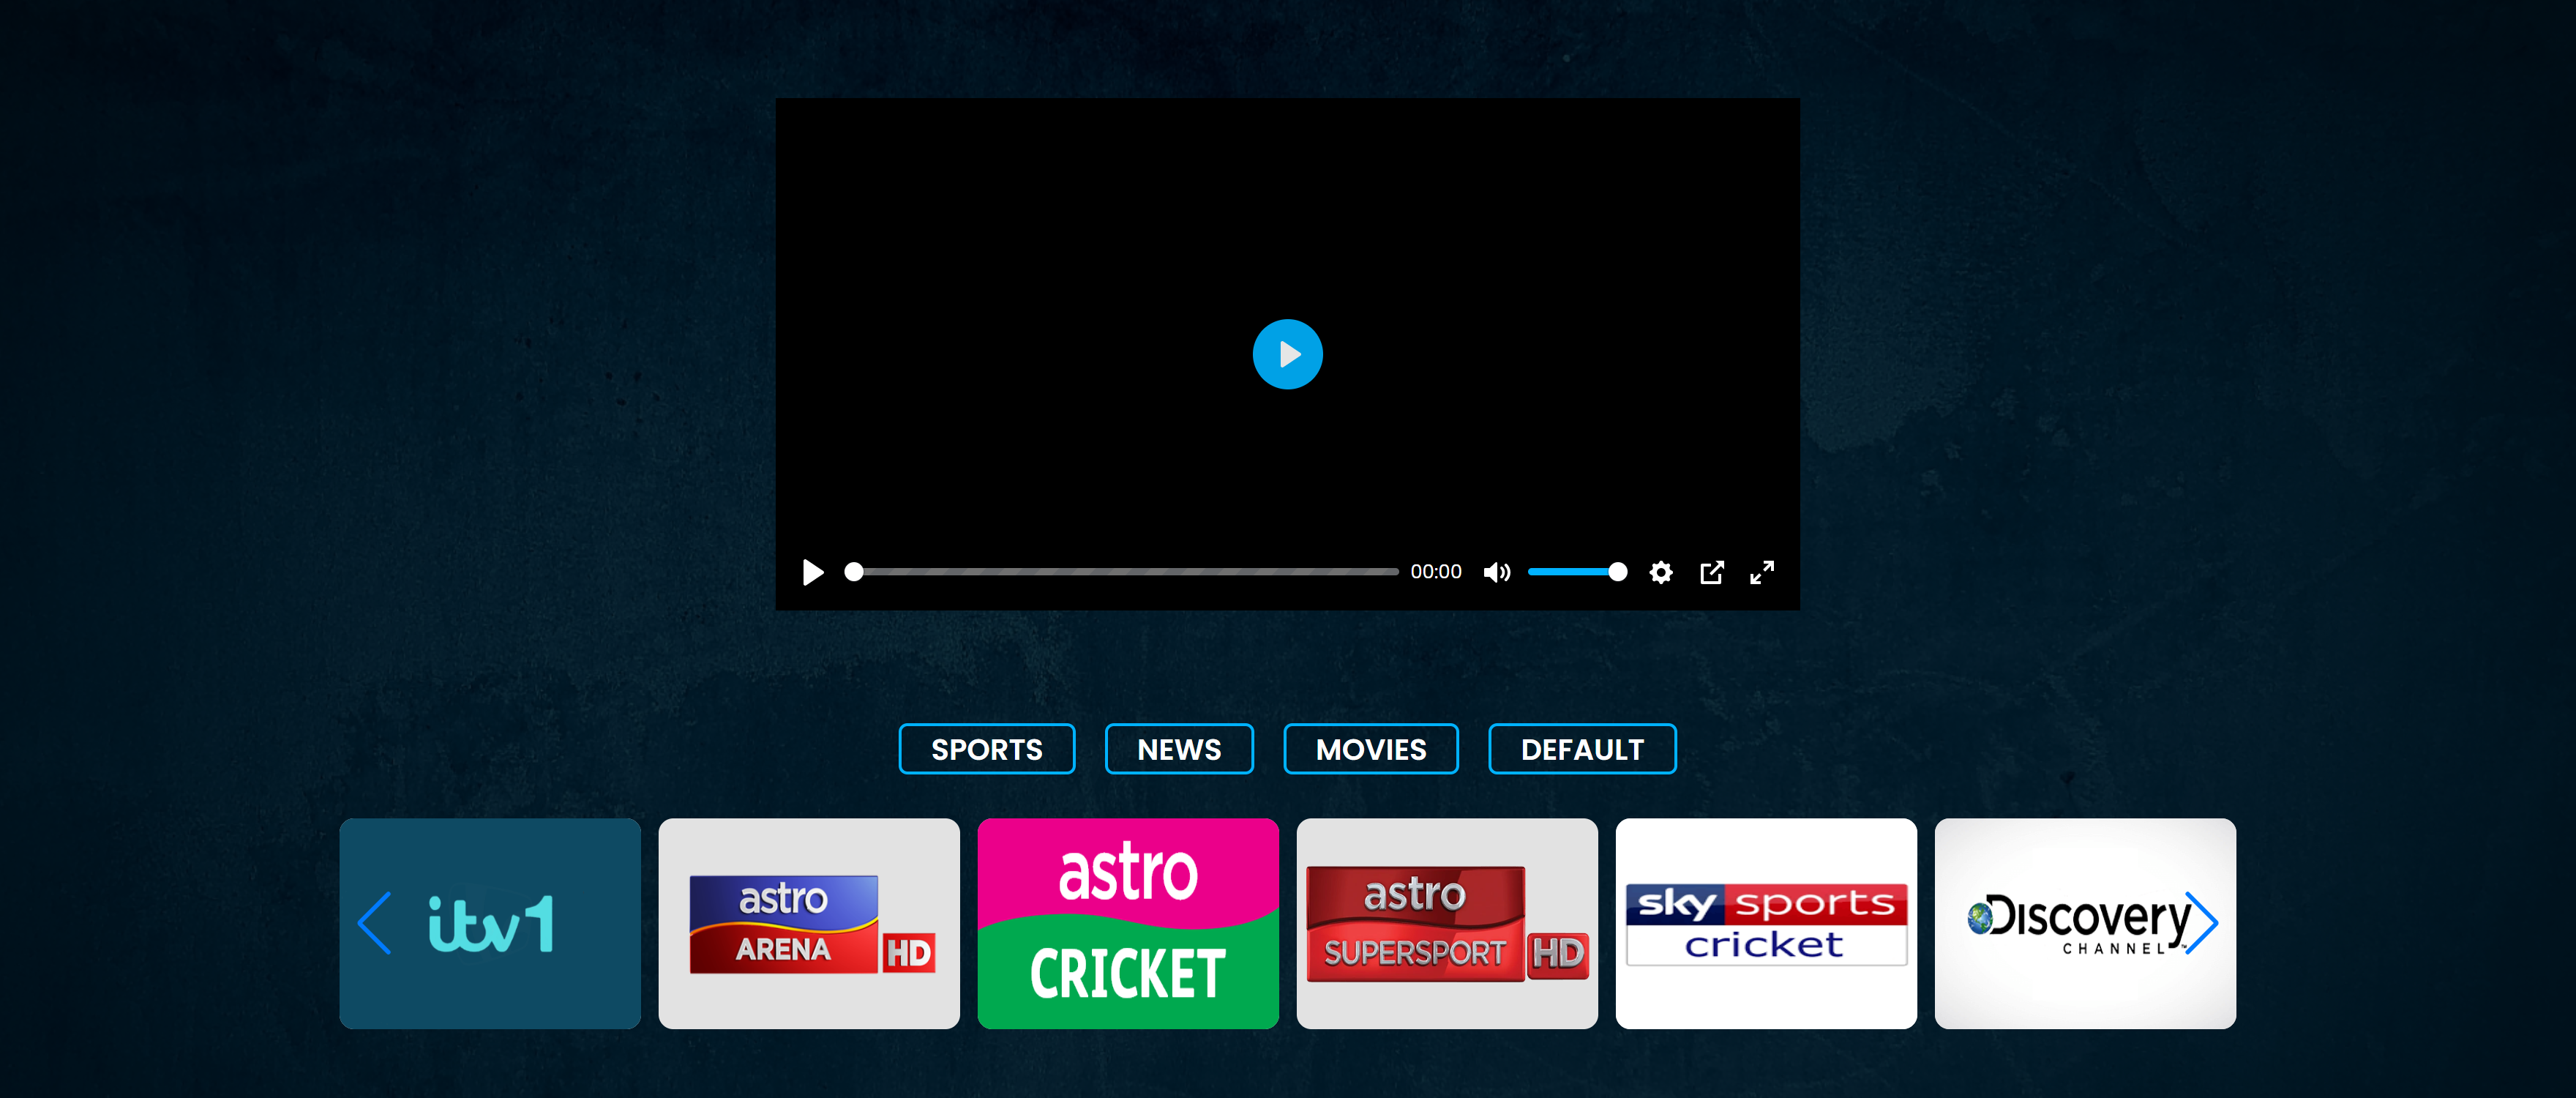 00:00
SPORTS
NEWS
MOVIES
DEFAULT
itv1
astro
ARENA
HD
astro
CRICKET
astro
SUPERSPORT
HD
sky sports
cricket
Discovery
CHANNEL™